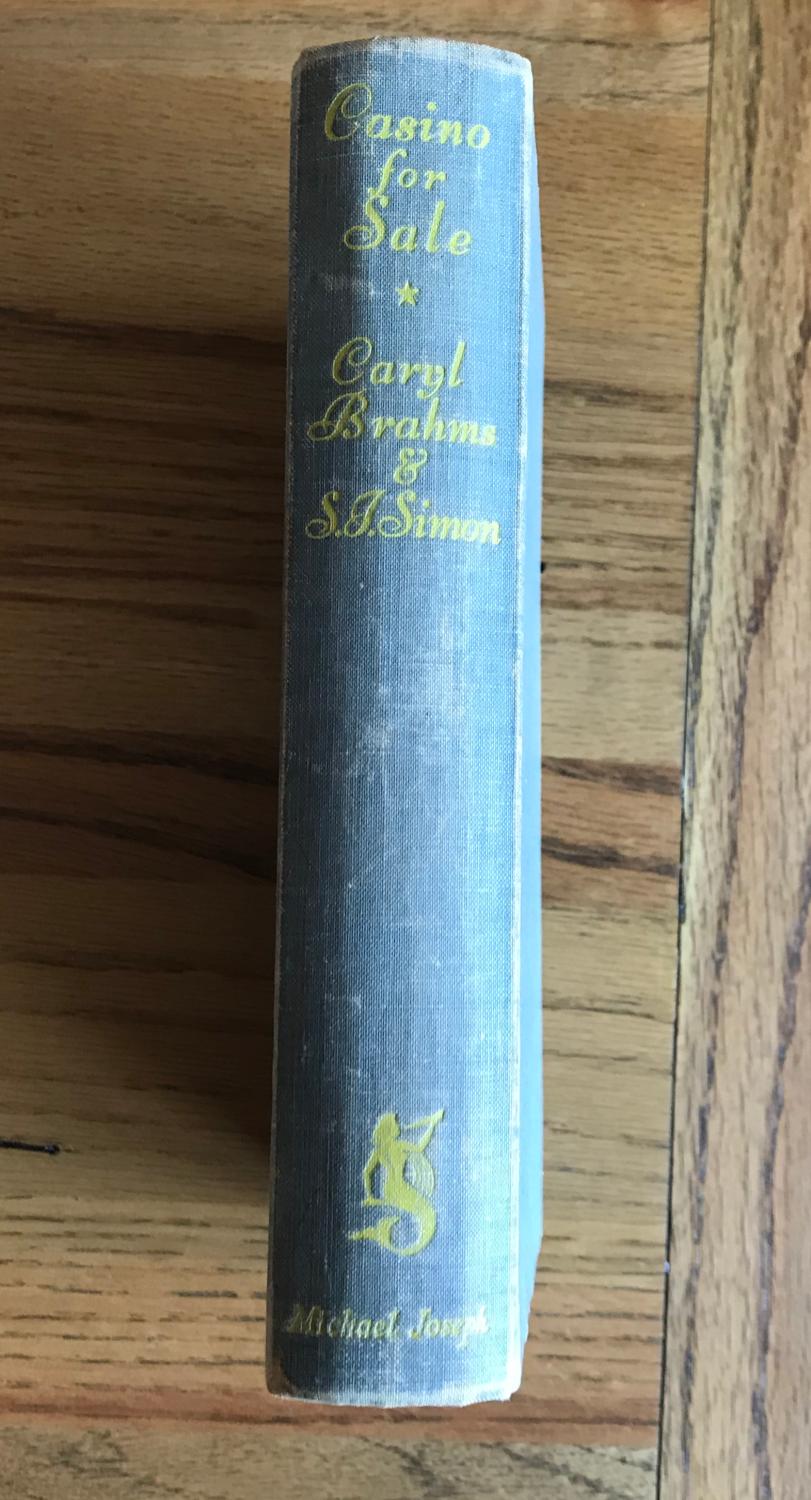 Casino
for
Sale
Caryl
Brahms
&
S.J.Simon
Michael Joseph